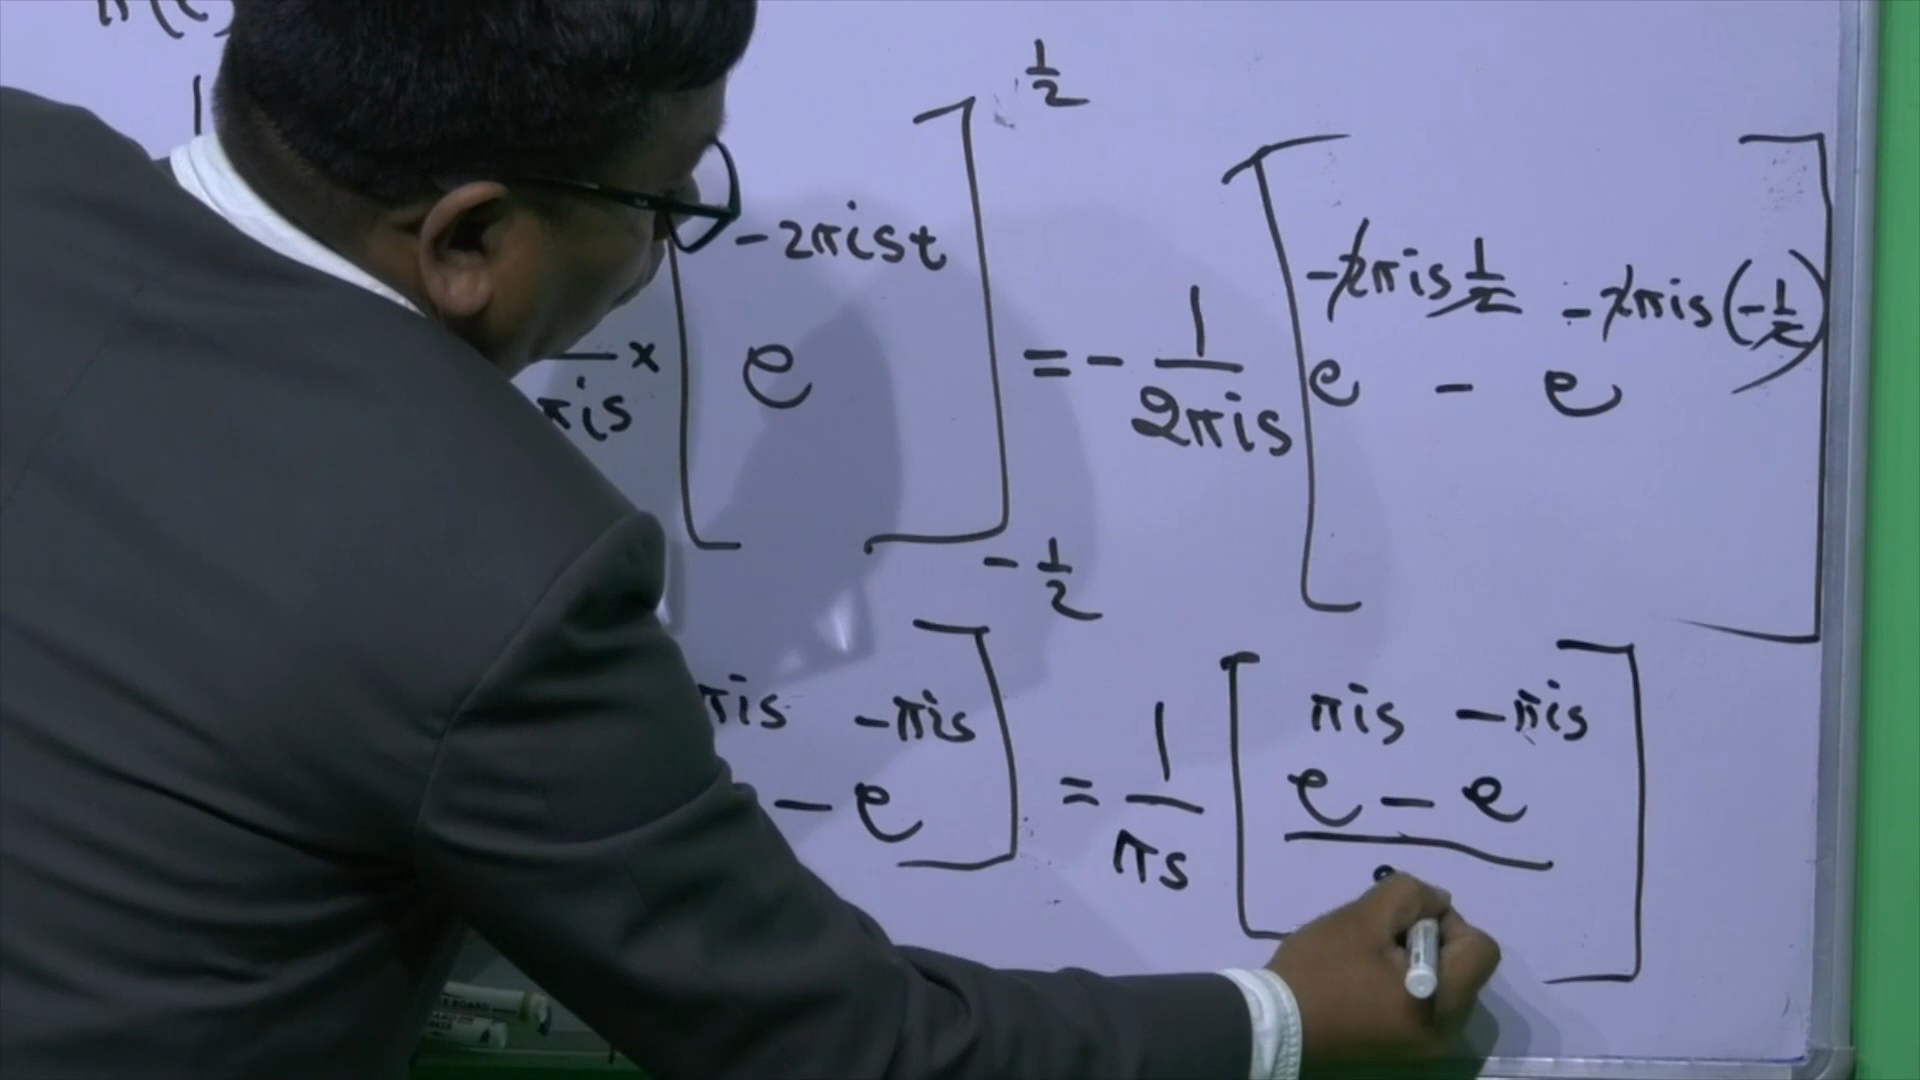 Π(t)
1/2
-2πist
-2πis 1/2 -2πis(-1/2)
πis × [ e ] = - 1/2πis [ e - e ]
-1/2
πis -πis πis -πis
- e ] = 1/πs [ e - e ]